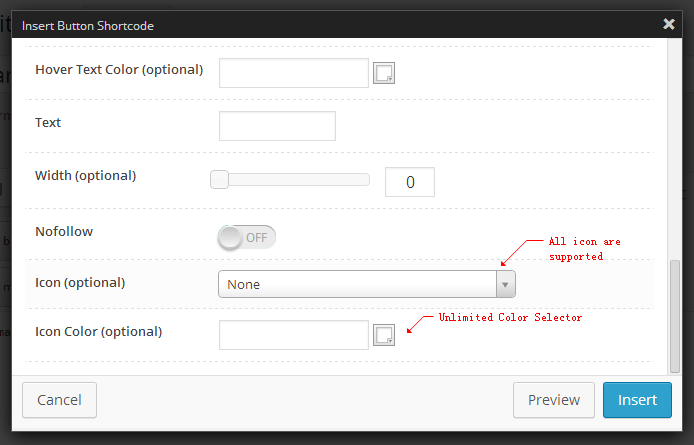 Insert Button Shortcode
Hover Text Color (optional)
Text
Width (optional)
0
Nofollow
OFF
All icon are
supported
Icon (optional)
None
Unlimited Color Selector
Icon Color (optional)
Cancel
Preview
Insert